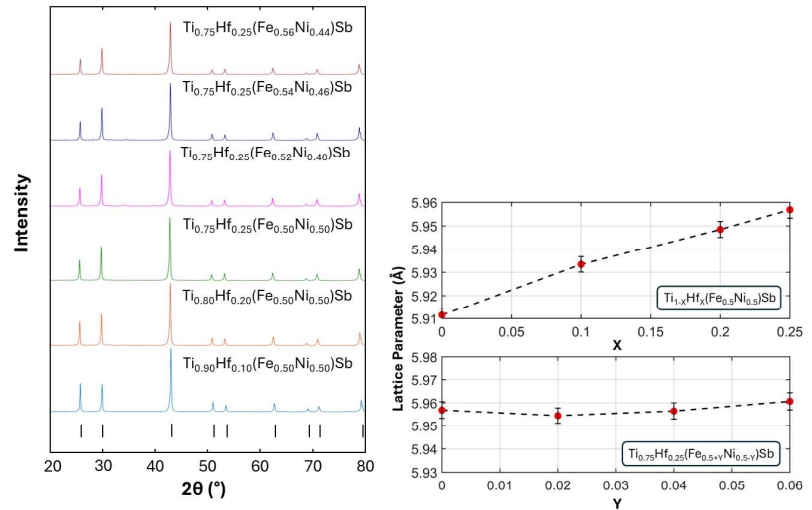 Intensity
Ti0.75Hf0.25(Fe0.56Ni0.44)Sb
Ti0.75Hf0.25(Fe0.54Ni0.46)Sb
Ti0.75Hf0.25(Fe0.52Ni0.48)Sb
Ti0.75Hf0.25(Fe0.50Ni0.50)Sb
Ti0.80Hf0.20(Fe0.50Ni0.50)Sb
Ti0.90Hf0.10(Fe0.50Ni0.50)Sb
20 30 40 50 60 70 80
2θ (°)
Lattice Parameter (Å)
5.96
5.95
5.94
5.93
5.92
5.91
Ti1-XHfX(Fe0.5Ni0.5)Sb
0 0.05 0.1 0.15 0.2 0.25
X
5.98
5.97
5.96
5.95
5.94
5.93
Ti0.75Hf0.25(Fe0.5+YNi0.5-Y)Sb
0 0.01 0.02 0.03 0.04 0.05 0.06
Y